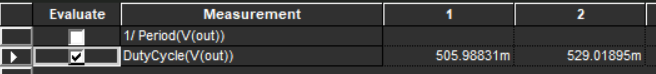 Evaluate Measurement 1 2
1/ Period(V(out))
DutyCycle(V(out)) 505.98831m 529.01895m